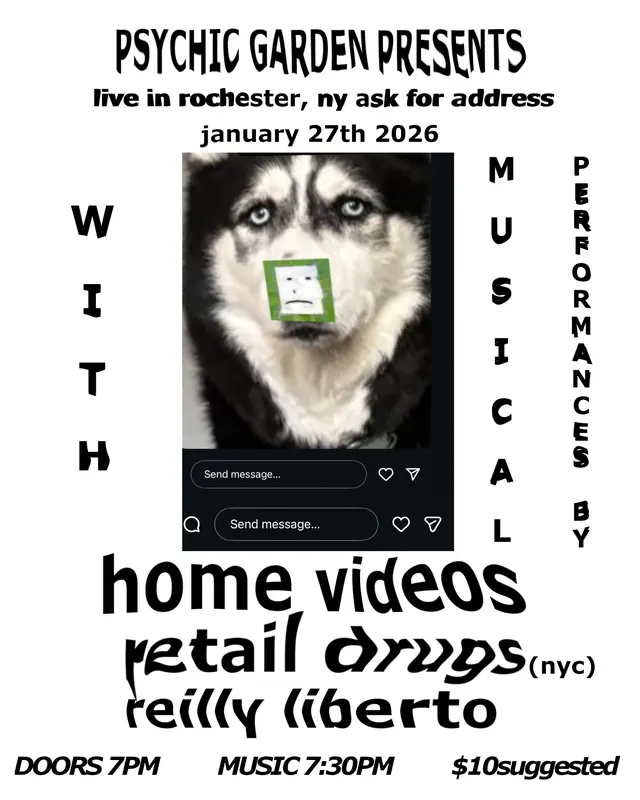 PSYCHIC GARDEN PRESENTS
live in rochester, ny ask for address
january 27th 2026
WITH
MUSICAL
PERFORMANCES BY
Send message...
Send message...
home videos
retail drugs (nyc)
reilly liberto
DOORS 7PM MUSIC 7:30PM $10suggested